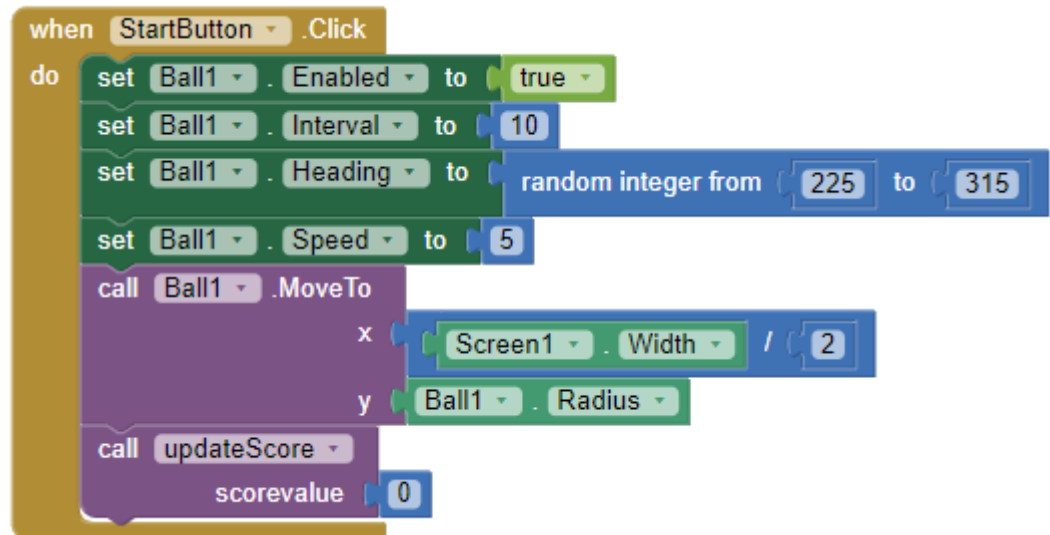 when StartButton .Click
do set Ball1 . Enabled to true
set Ball1 . Interval to 10
set Ball1 . Heading to random integer from 225 to 315
set Ball1 . Speed to 5
call Ball1 .MoveTo
x Screen1 . Width / 2
y Ball1 . Radius
call updateScore
scorevalue 0